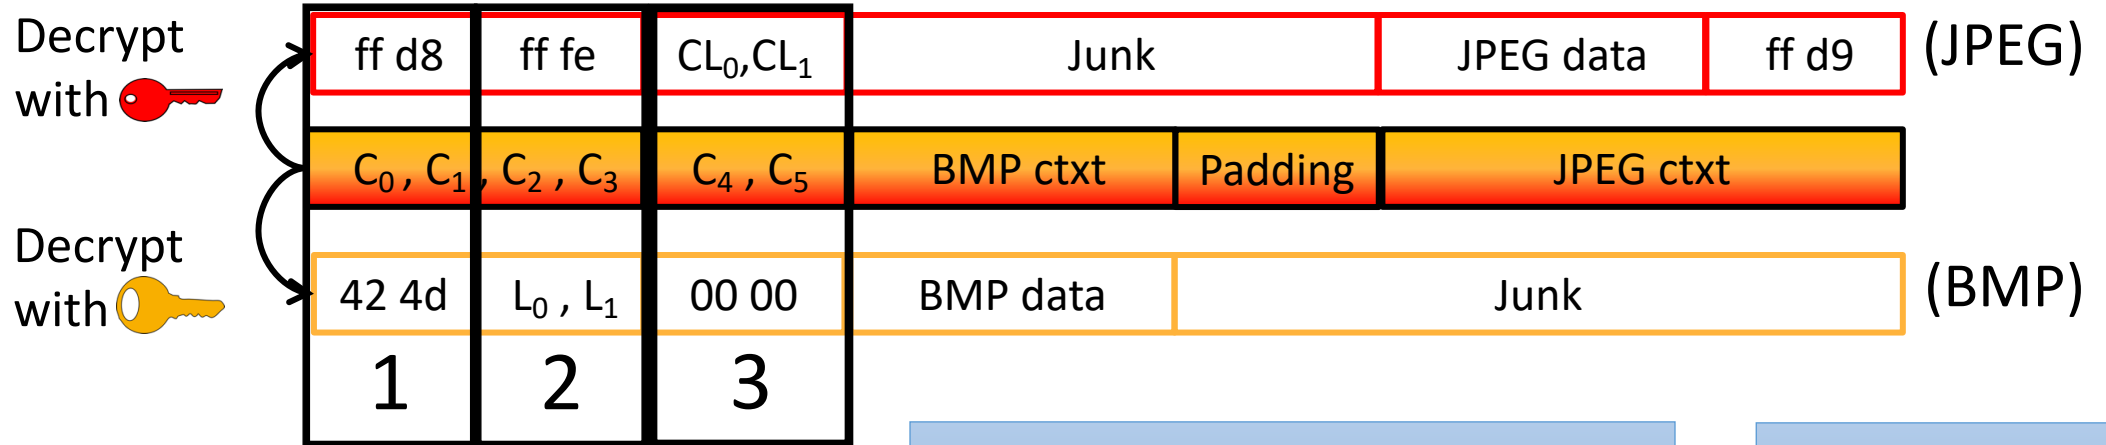 Decrypt
with
ff d8 ff fe CL₀,CL₁ Junk JPEG data ff d9 (JPEG)
C₀ , C₁ , C₂ , C₃ C₄ , C₅ BMP ctxt Padding JPEG ctxt
Decrypt
with
42 4d L₀ , L₁ 00 00 BMP data Junk (BMP)
1 2 3